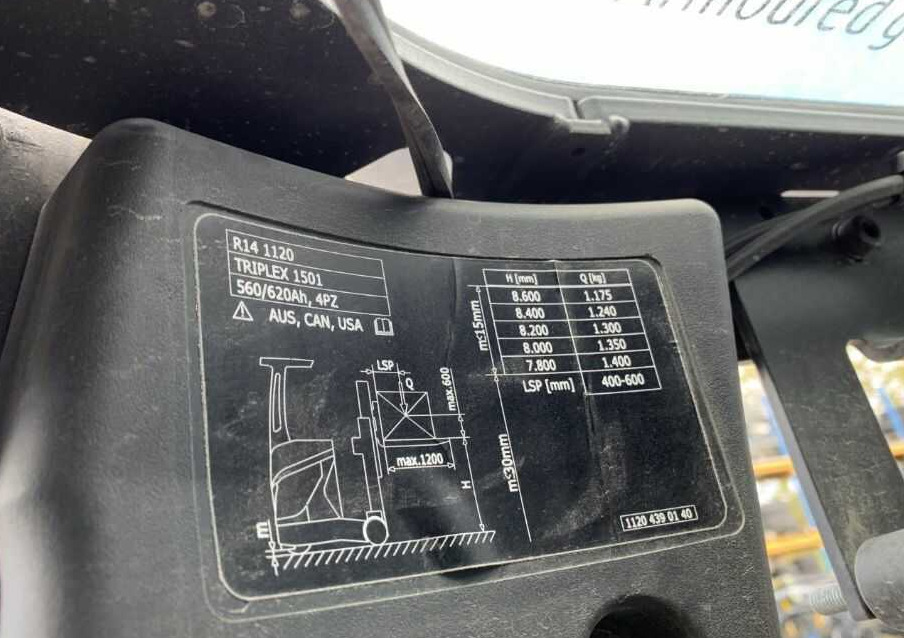 R14 1120
TRIPLEX 1501
560/620Ah, 4PZ
AUS, CAN, USA
H [mm] Q [kg]
8.600 1.175
8.400 1.240
8.200 1.300
8.000 1.350
7.800 1.400
LSP [mm] 400-600
m≤15mm
m≤30mm
LSP
Q
max.600
max.1200
H
1120 439 01 40